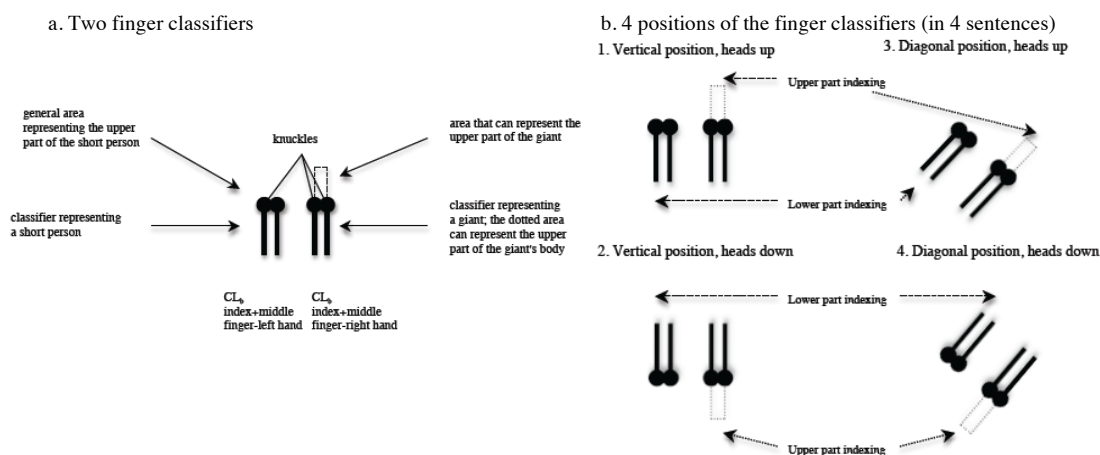 a. Two finger classifiers
general area
representing the upper
part of the short person
knuckles
area that can represent the
upper part of the giant
classifier representing
a short person
classifier representing
a giant; the dotted area
can represent the upper
part of the giant's body
CL,
index+middle
finger-left hand
CL,
index+middle
finger-right hand
b. 4 positions of the finger classifiers (in 4 sentences)
1. Vertical position, heads up
3. Diagonal position, heads up
Upper part indexing
Lower part indexing
2. Vertical position, heads down
4. Diagonal position, heads down
Lower part indexing
Upper part indexing